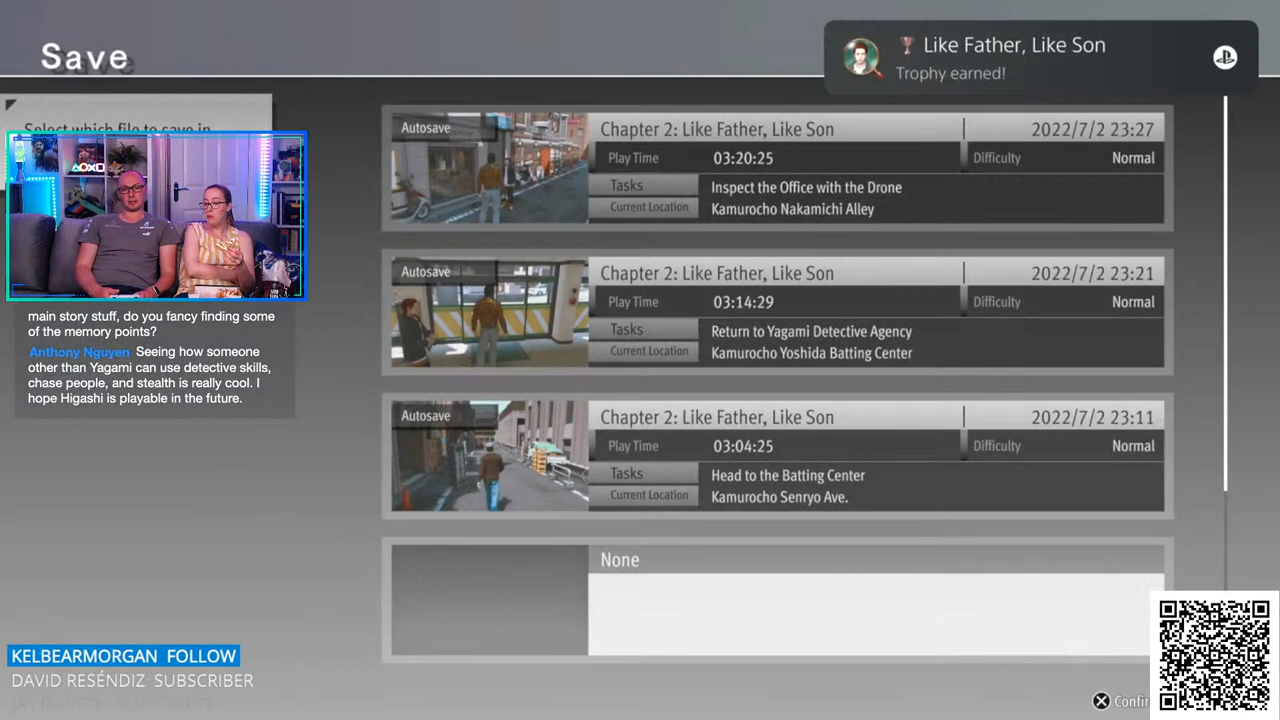 Save
Like Father, Like Son
Trophy earned!
Select which file to save in
Autosave
Chapter 2: Like Father, Like Son
2022/7/2 23:27
Play Time
03:20:25
Difficulty
Normal
Tasks
Inspect the Office with the Drone
Current Location
Kamurocho Nakamichi Alley
Autosave
Chapter 2: Like Father, Like Son
2022/7/2 23:21
Play Time
03:14:29
Difficulty
Normal
Tasks
Return to Yagami Detective Agency
Current Location
Kamurocho Yoshida Batting Center
Autosave
Chapter 2: Like Father, Like Son
2022/7/2 23:11
Play Time
03:04:25
Difficulty
Normal
Tasks
Head to the Batting Center
Current Location
Kamurocho Senryo Ave.
None
main story stuff, do you fancy finding some
of the memory points?
Anthony Nguyen Seeing how someone
other than Yagami can use detective skills,
chase people, and stealth is really cool. I
hope Higashi is playable in the future.
KELBEARMORGAN FOLLOW
DAVID RESÉNDIZ SUBSCRIBER
Confir